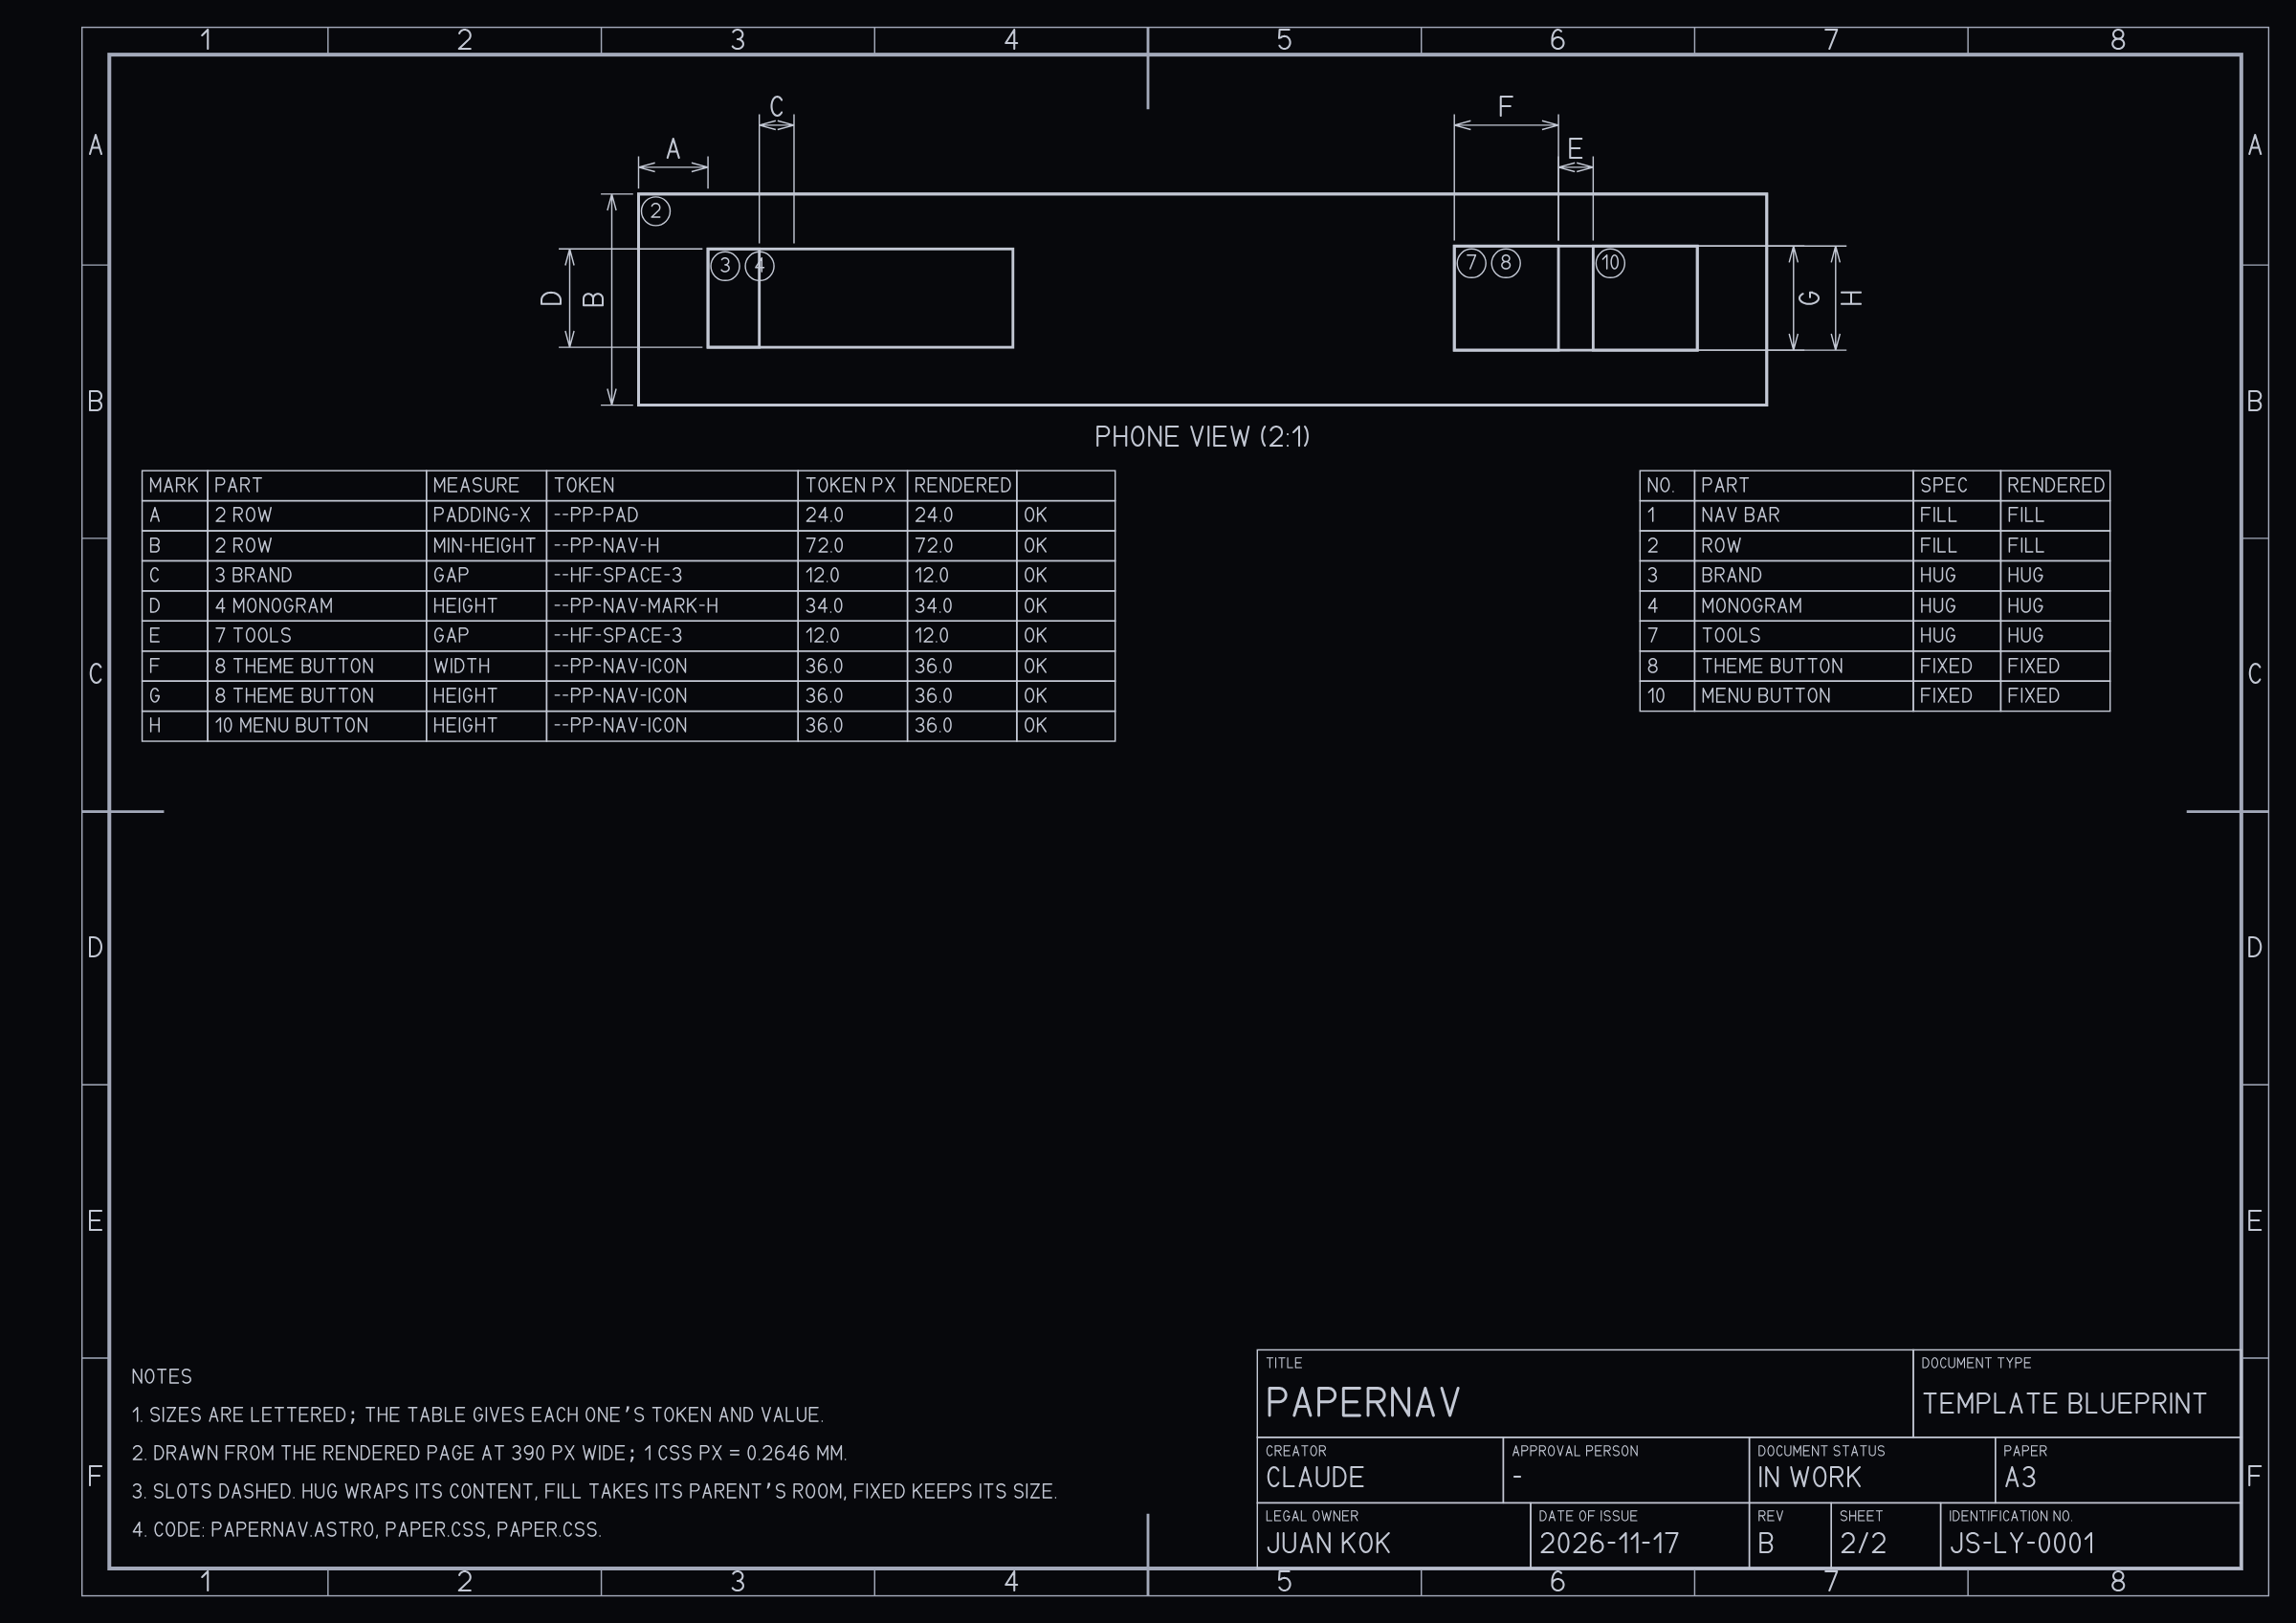 1 2 3 4 5 6 7 8
A A
C F
A E
2
3 4 7 8 10
D B G H
B B
PHONE VIEW (2:1)
MARK PART MEASURE TOKEN TOKEN PX RENDERED
A 2 ROW PADDING-X --PP-PAD 24.0 24.0 OK
B 2 ROW MIN-HEIGHT --PP-NAV-H 72.0 72.0 OK
C 3 BRAND GAP --HF-SPACE-3 12.0 12.0 OK
D 4 MONOGRAM HEIGHT --PP-NAV-MARK-H 34.0 34.0 OK
E 7 TOOLS GAP --HF-SPACE-3 12.0 12.0 OK
F 8 THEME BUTTON WIDTH --PP-NAV-ICON 36.0 36.0 OK
G 8 THEME BUTTON HEIGHT --PP-NAV-ICON 36.0 36.0 OK
H 10 MENU BUTTON HEIGHT --PP-NAV-ICON 36.0 36.0 OK
NO. PART SPEC RENDERED
1 NAV BAR FILL FILL
2 ROW FILL FILL
3 BRAND HUG HUG
4 MONOGRAM HUG HUG
7 TOOLS HUG HUG
8 THEME BUTTON FIXED FIXED
10 MENU BUTTON FIXED FIXED
C C
D D
E E
NOTES
1. SIZES ARE LETTERED; THE TABLE GIVES EACH ONE'S TOKEN AND VALUE.
2. DRAWN FROM THE RENDERED PAGE AT 390 PX WIDE; 1 CSS PX = 0.2646 MM.
3. SLOTS DASHED. HUG WRAPS ITS CONTENT, FILL TAKES ITS PARENT'S ROOM, FIXED KEEPS ITS SIZE.
4. CODE: PAPERNAV.ASTRO, PAPER.CSS, PAPER.CSS.
TITLE
PAPERNAV
DOCUMENT TYPE
TEMPLATE BLUEPRINT
CREATOR
CLAUDE
APPROVAL PERSON
-
DOCUMENT STATUS
IN WORK
PAPER
A3
LEGAL OWNER
JUAN KOK
DATE OF ISSUE
2026-11-17
REV
B
SHEET
2/2
IDENTIFICATION NO.
JS-LY-0001
F F
1 2 3 4 5 6 7 8